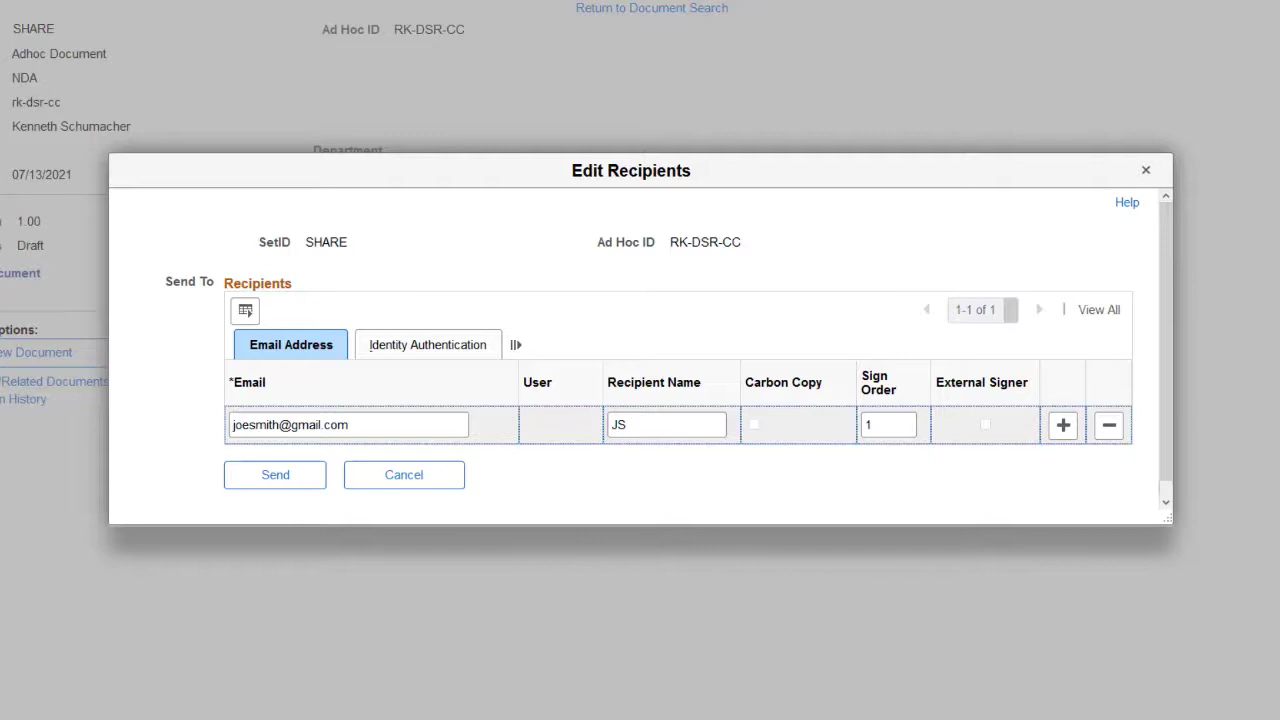 Return to Document Search
SHARE
Ad Hoc ID RK-DSR-CC
Adhoc Document
NDA
rk-dsr-cc
Kenneth Schumacher
Department
07/13/2021
1.00
Draft
cument
ptions:
ew Document
/Related Documents
n History
Edit Recipients
×
Help
SetID SHARE
Ad Hoc ID RK-DSR-CC
Send To Recipients
1-1 of 1 | View All
Email Address Identity Authentication
*Email User Recipient Name Carbon Copy Sign Order External Signer
joesmith@gmail.com JS 1
Send Cancel